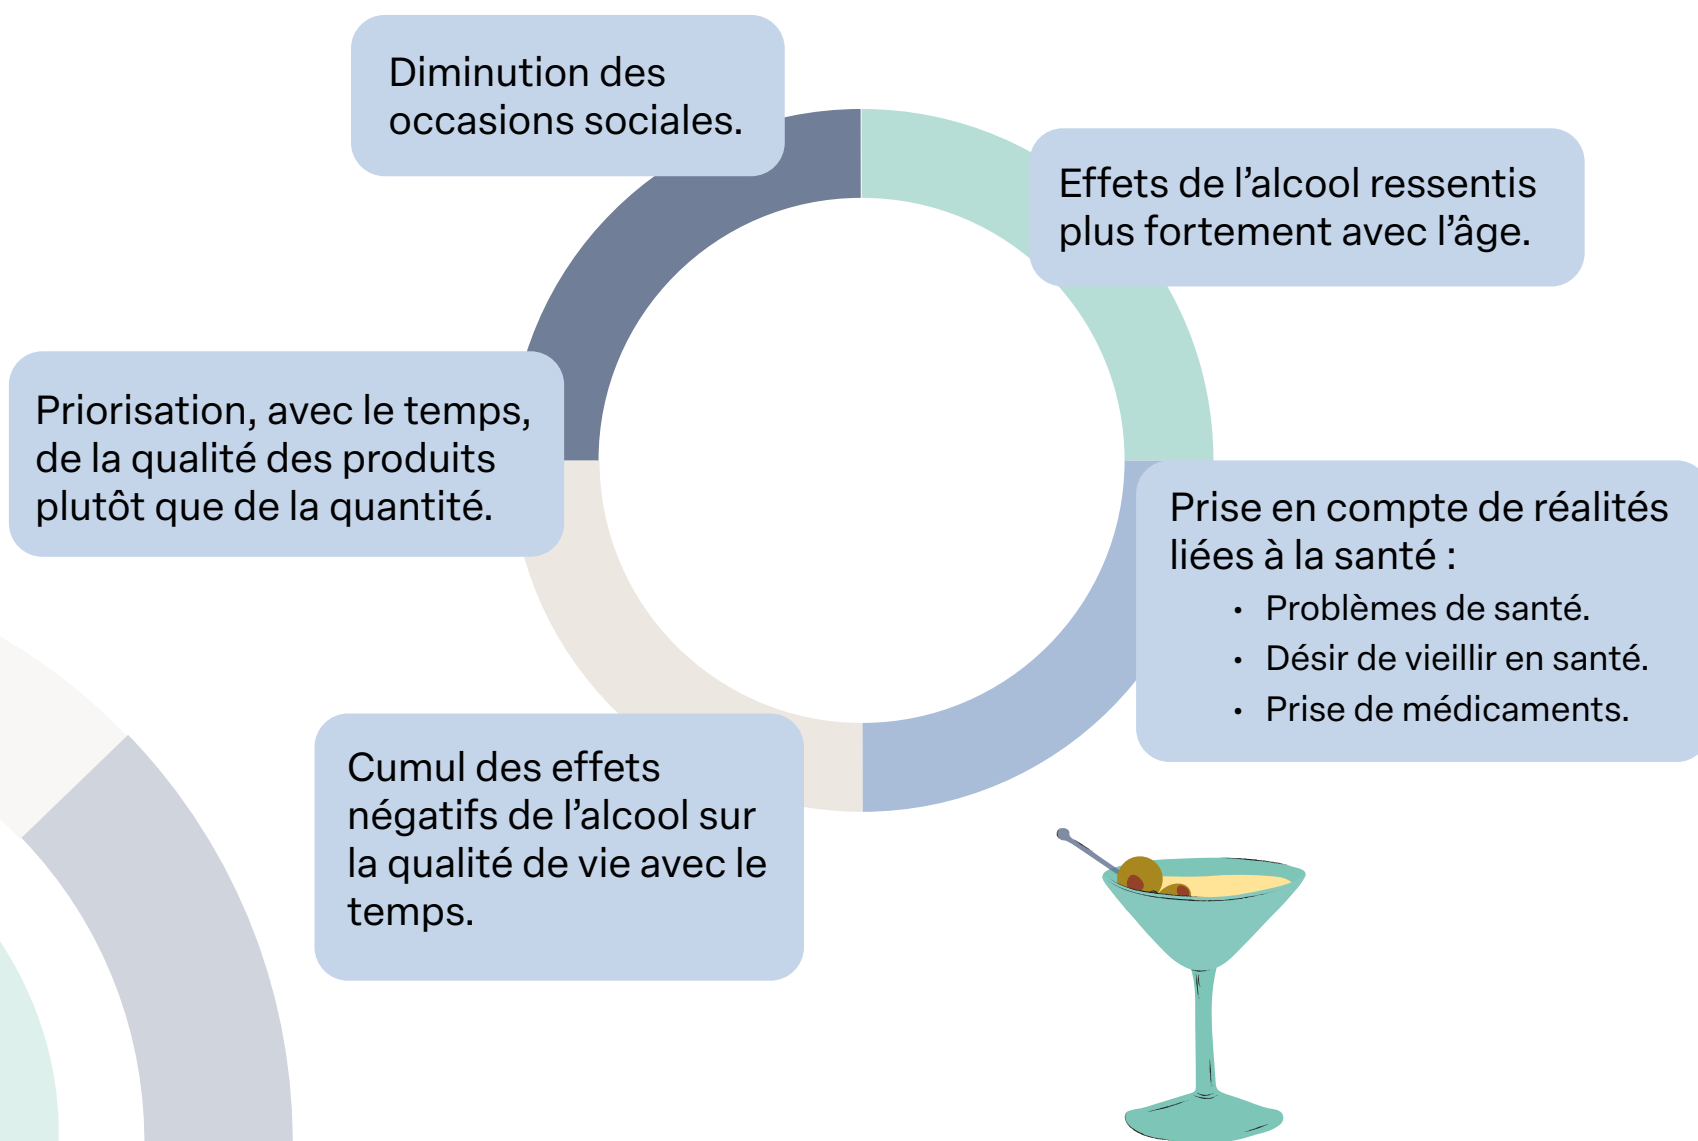 Diminution des
occasions sociales.
Effets de l’alcool ressentis
plus fortement avec l’âge.
Priorisation, avec le temps,
de la qualité des produits
plutôt que de la quantité.
Prise en compte de réalités
liées à la santé :
• Problèmes de santé.
• Désir de vieillir en santé.
• Prise de médicaments.
Cumul des effets
négatifs de l’alcool sur
la qualité de vie avec le
temps.